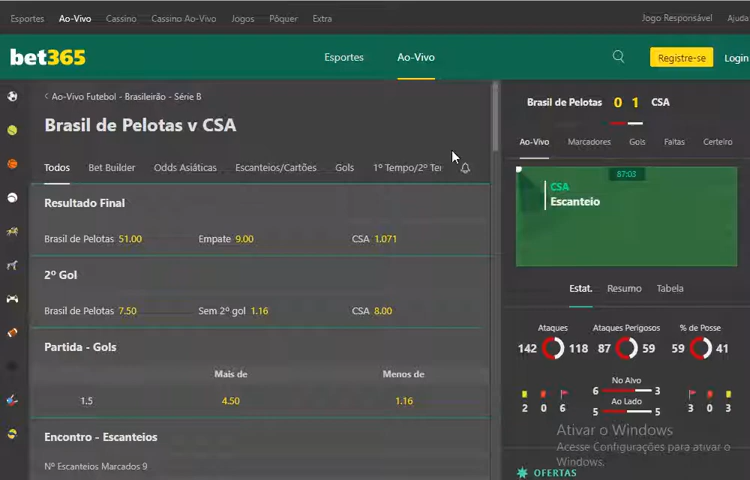 Esportes Ao-Vivo Cassino Cassino Ao-Vivo Jogos Pôquer Extra Jogo Responsável Ajuda
bet365 Esportes Ao-Vivo Registre-se Login
Ao-Vivo Futebol - Brasileirão - Série B
Brasil de Pelotas v CSA
Todos Bet Builder Odds Asiáticas Escanteios/Cartões Gols 1º Tempo/2º Te
Resultado Final
Brasil de Pelotas 51.00 Empate 9.00 CSA 1.071
2º Gol
Brasil de Pelotas 7.50 Sem 2º gol 1.16 CSA 8.00
Partida - Gols
Mais de Menos de
1.5 4.50 1.16
Encontro - Escanteios
Nº Escanteios Marcados 9
Brasil de Pelotas 0 1 CSA
Ao-Vivo Marcadores Gols Faltas Certeiro
87:03
CSA
Escanteio
Estat. Resumo Tabela
Ataques Ataques Perigosos % de Posse
142 118 87 59 59 41
No Alvo
6 3
Ao Lado
5 5
2 0 6 3 0 3
Ativar o Windows
Acesse Configurações para ativar o
Windows.
OFERTAS